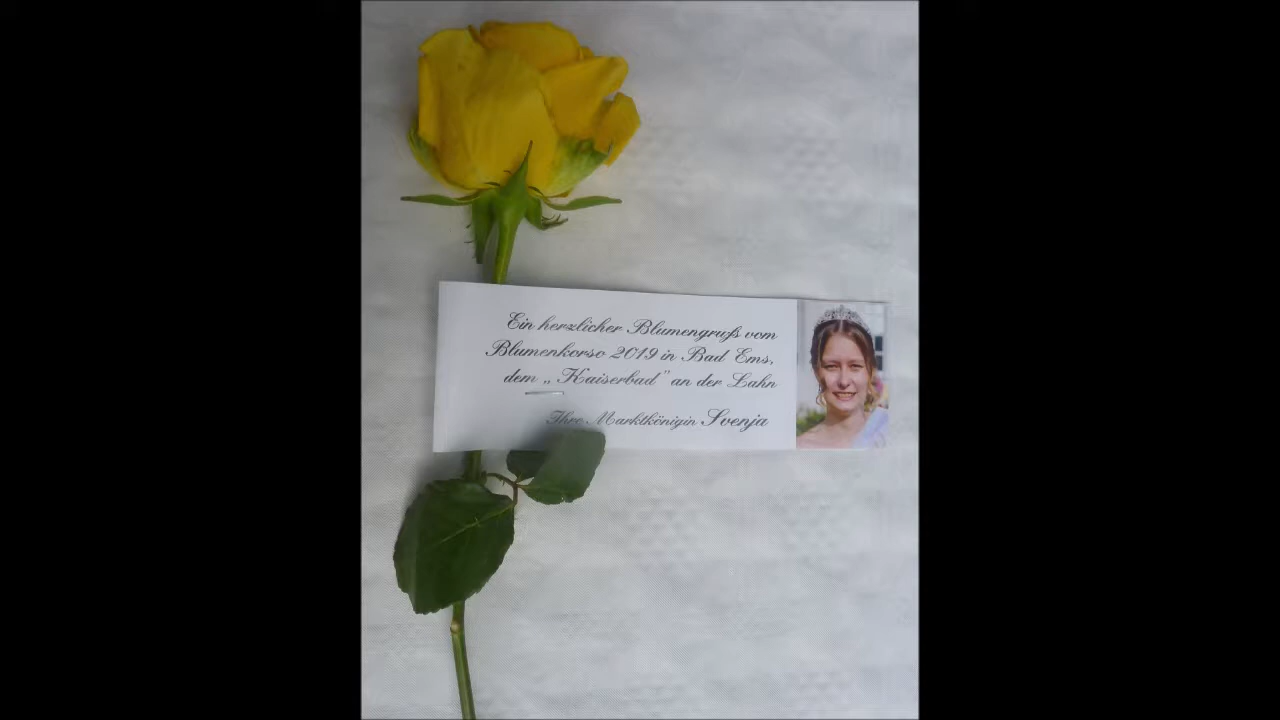 Ein herzlicher Blumengruß vom
Blumenkorso 2019 in Bad Ems,
dem „Kaiserbad" an der Lahn
Ihre Marktkönigin Svenja